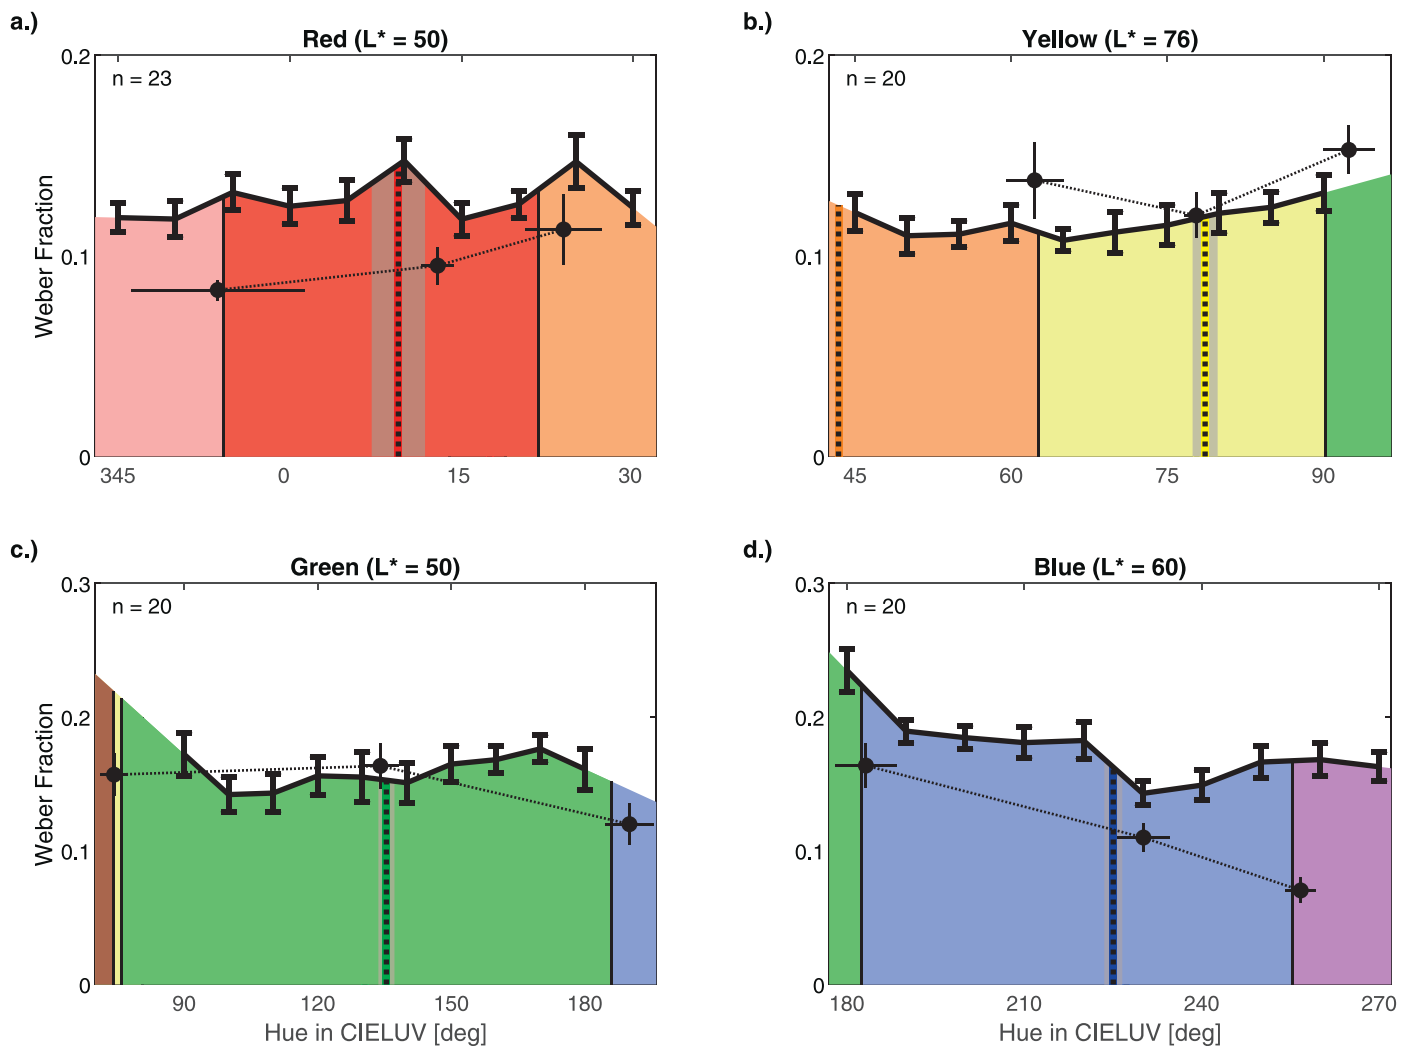 a.)
Red (L* = 50)
n = 23
0.2
0.1
0
Weber Fraction
345 0 15 30
b.)
Yellow (L* = 76)
n = 20
0.2
0.1
0
45 60 75 90
c.)
Green (L* = 50)
n = 20
0.3
0.2
0.1
0
Weber Fraction
90 120 150 180
Hue in CIELUV [deg]
d.)
Blue (L* = 60)
n = 20
0.3
0.2
0.1
0
180 210 240 270
Hue in CIELUV [deg]